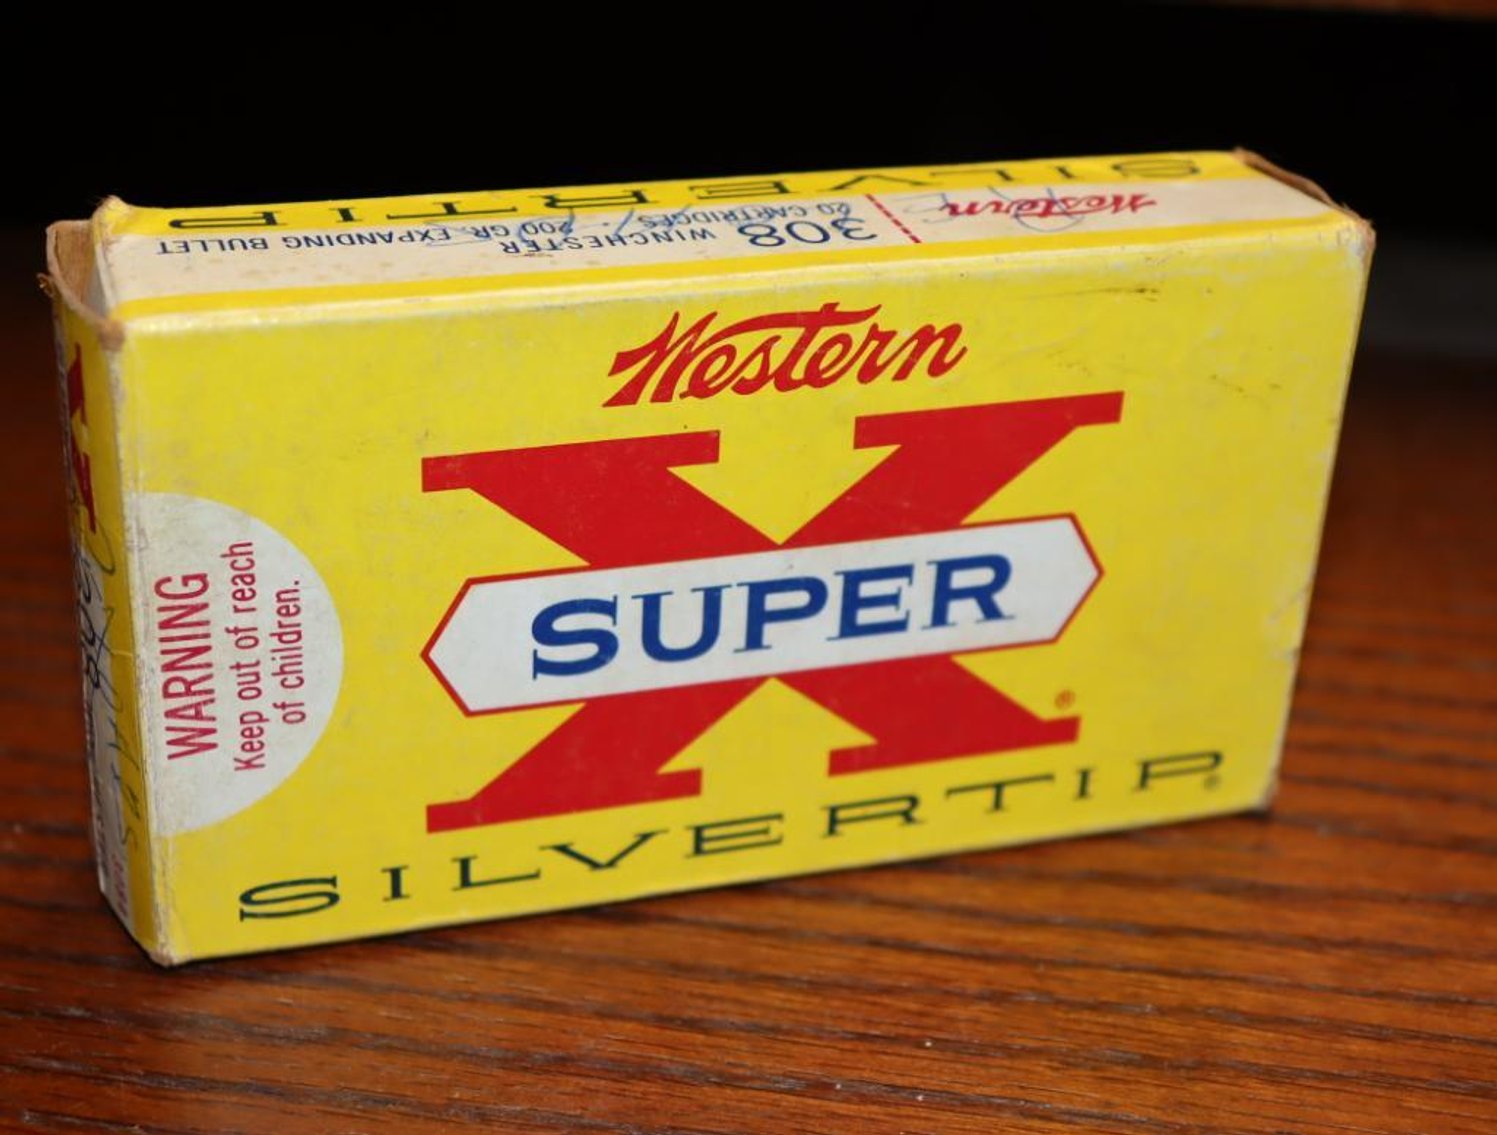 SILVERTIP
Western
308 WINCHESTER 200 GR. EXPANDING BULLET
20 CARTRIDGES
Western
X
SUPER
®
SILVERTIP®
WARNING
Keep out of reach
of children.